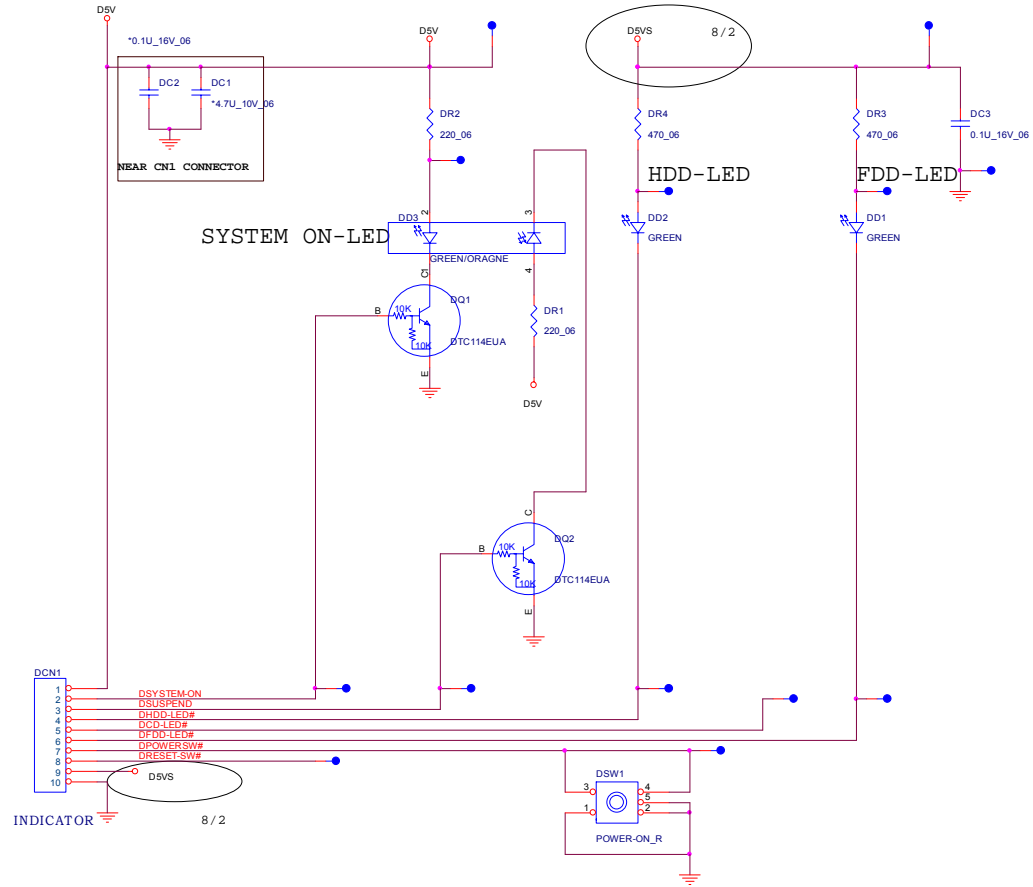 D5V
*0.1U_16V_06
DC2
DC1
*4.7U_10V_06
NEAR CN1 CONNECTOR
D5V
DR2
220_06
D5VS
8/2
DR4
470_06
DR3
470_06
DC3
0.1U_16V_06
HDD-LED
FDD-LED
2
3
DD3
SYSTEM ON-LED
GREEN/ORAGNE
DD2
GREEN
DD1
GREEN
C1
4
B
10K
DQ1
10K
DTC114EUA
E
DR1
220_06
D5V
C
B
10K
DQ2
10K
DTC114EUA
E
DCN1
1
2
DSYSTEM-ON
3
DSUSPEND
4
DHDD-LED#
5
DCD-LED#
6
DFDD-LED#
7
DPOWERSW#
8
DRESET-SW#
9
D5VS
10
INDICATOR
8/2
DSW1
3
4
5
1
2
POWER-ON_R